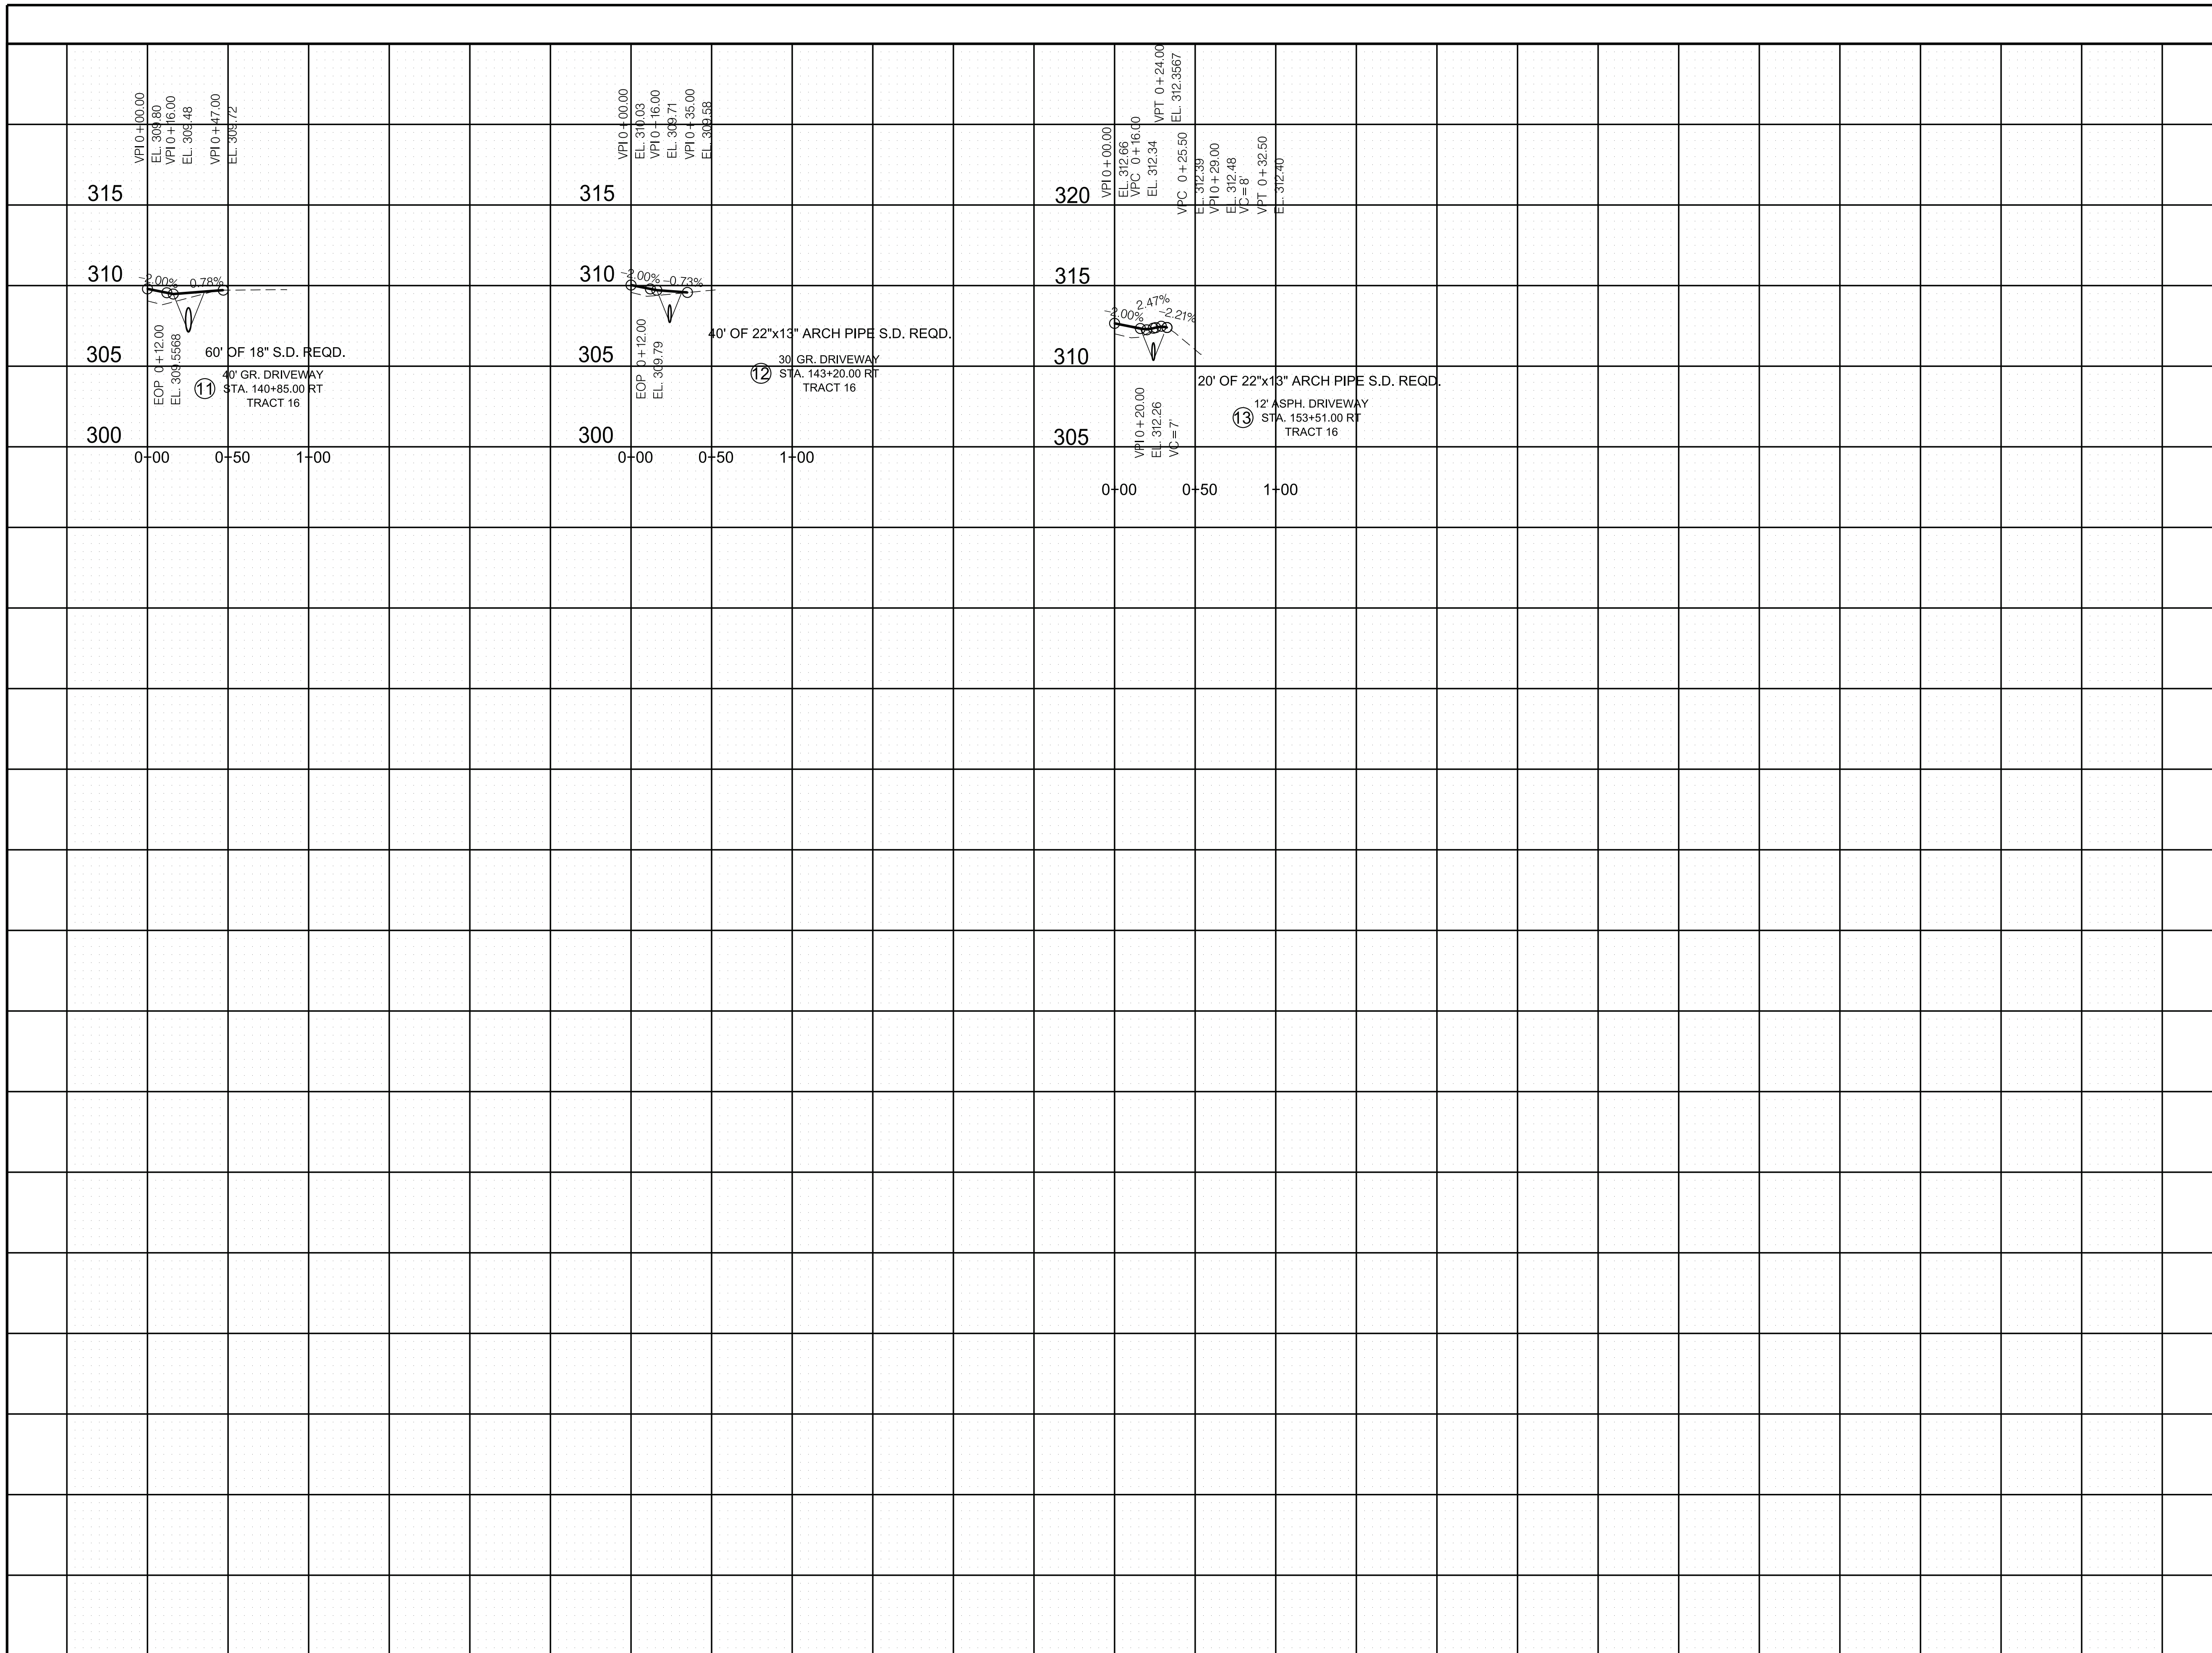 VPI 0+00.00
EL. 309.80
VPI 0+16.00
EL. 309.48
VPI 0+47.00
EL. 309.72
315
310
-2.00%
0.78%
305
EOP 0+12.00
EL. 309.5568
60' OF 18" S.D. REQD.
11
40' GR. DRIVEWAY
STA. 140+85.00 RT
TRACT 16
300
0+00 0+50 1+00
VPI 0+00.00
EL. 310.03
VPI 0+16.00
EL. 309.71
VPI 0+35.00
EL. 309.58
315
310
-2.00%
-0.73%
305
EOP 0+12.00
EL. 309.79
40' OF 22"x13" ARCH PIPE S.D. REQD.
12
30' GR. DRIVEWAY
STA. 143+20.00 RT
TRACT 16
300
0+00 0+50 1+00
VPI 0+00.00
EL. 312.66
VPC 0+16.00
EL. 312.34
VPT 0+24.00
EL. 312.3567
VPC 0+25.50
EL. 312.39
VPI 0+29.00
EL. 312.48
VC = 8'
VPT 0+32.50
EL. 312.40
320
315
-2.00%
2.47%
-2.21%
310
20' OF 22"x13" ARCH PIPE S.D. REQD.
13
12' ASPH. DRIVEWAY
STA. 153+51.00 RT
TRACT 16
VPI 0+20.00
EL. 312.26
VC = 7'
305
0+00 0+50 1+00